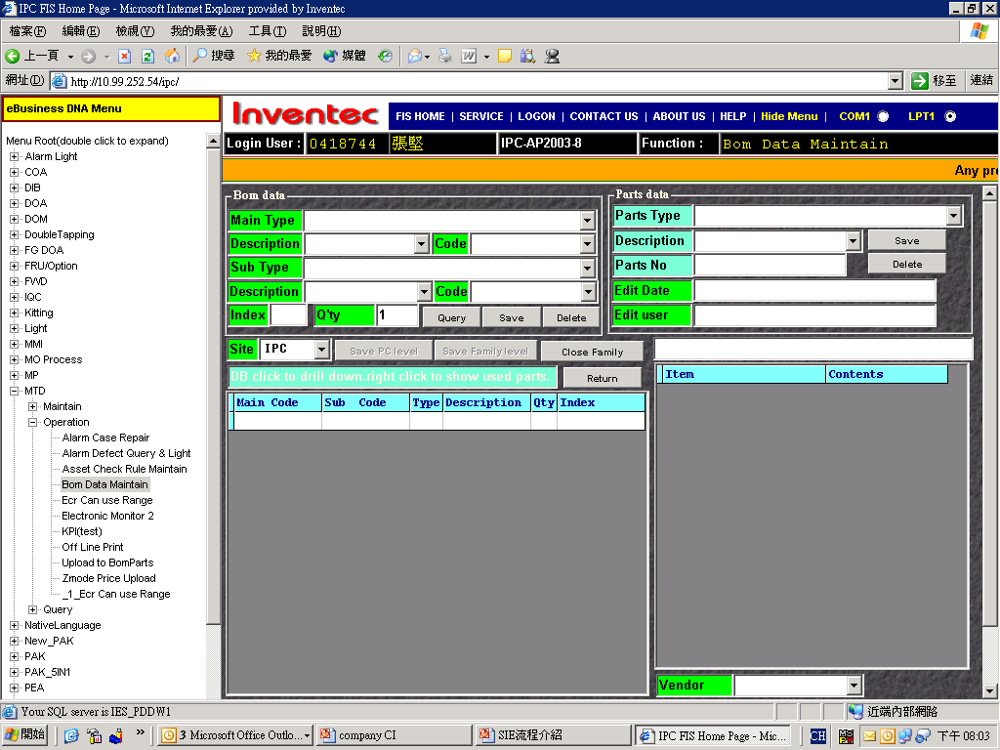 IPC FIS Home Page - Microsoft Internet Explorer provided by Inventec
檔案(F) 編輯(E) 檢視(V) 我的最愛(A) 工具(T) 說明(H)
上一頁 搜尋 我的最愛 媒體
網址(D) http://10.99.252.54/ipc/ 移至 連結
eBusiness DNA Menu
Inventec FIS HOME | SERVICE | LOGON | CONTACT US | ABOUT US | HELP | Hide Menu | COM1 LPT1
Login User : 0418744 張堅 IPC-AP2003-8 Function : Bom Data Maintain
Any pro
Menu Root(double click to expand)
Alarm Light
COA
DIB
DOA
DOM
DoubleTapping
FG DOA
FRU/Option
FWD
IQC
Kitting
Light
MMI
MO Process
MP
MTD
Maintain
Operation
Alarm Case Repair
Alarm Defect Query & Light
Asset Check Rule Maintain
Bom Data Maintain
Ecr Can use Range
Electronic Monitor 2
KPI(test)
Off Line Print
Upload to BomParts
Zmode Price Upload
_1_Ecr Can use Range
Query
NativeLanguage
New_PAK
PAK
PAK_5IN1
PEA
Bom data
Main Type
Description Code
Sub Type
Description Code
Index Q'ty 1 Query Save Delete
Parts data
Parts Type
Description Save
Parts No Delete
Edit Date
Edit user
Site IPC Save PC level Save Family level Close Family
DB click to drill down.right click to show used parts. Return
Main Code Sub Code Type Description Qty Index
Item Contents
Vendor
Your SQL server is IES_PDDW1 近端內部網路
開始 » 3 Microsoft Office Outlo... company CI SIE流程介紹 IPC FIS Home Page - Mic... CH 下午 08:03